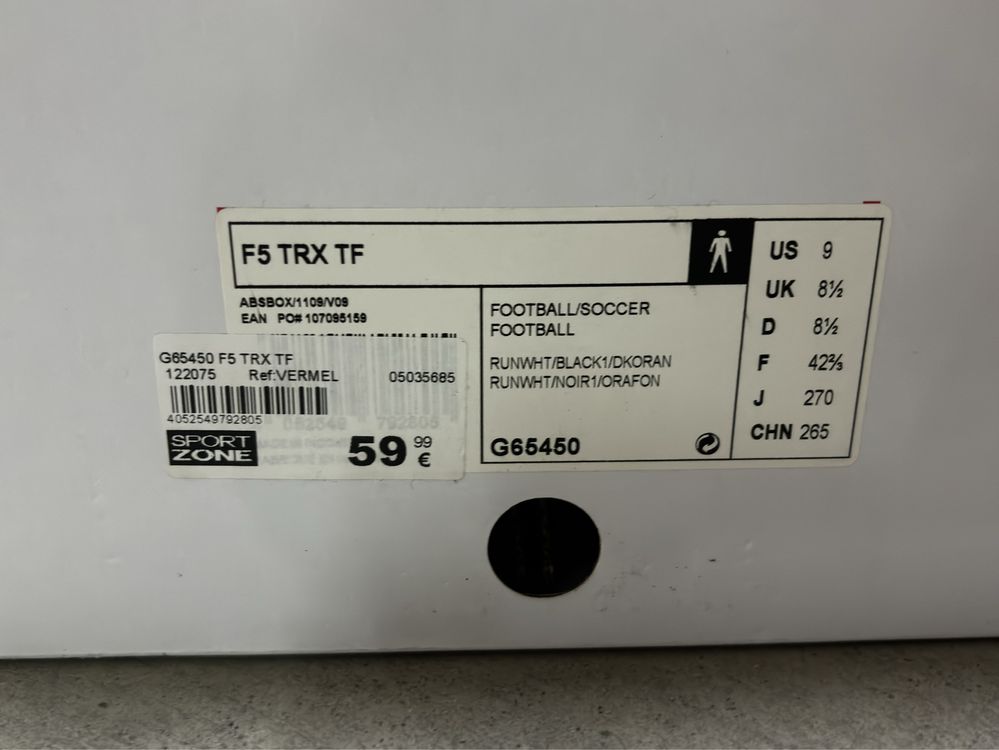 F5 TRX TF
ABSBOX/1109/V09
EAN PO# 107095159
FOOTBALL/SOCCER
FOOTBALL
RUNWHT/BLACK1/DKORAN
RUNWHT/NOIR1/ORAFON
G65450
US 9
UK 8½
D 8½
F 42⅔
J 270
CHN 265
G65450 F5 TRX TF
122075 Ref:VERMEL 05035685
4052549792805
SPORT
ZONE
59 99
€
792805